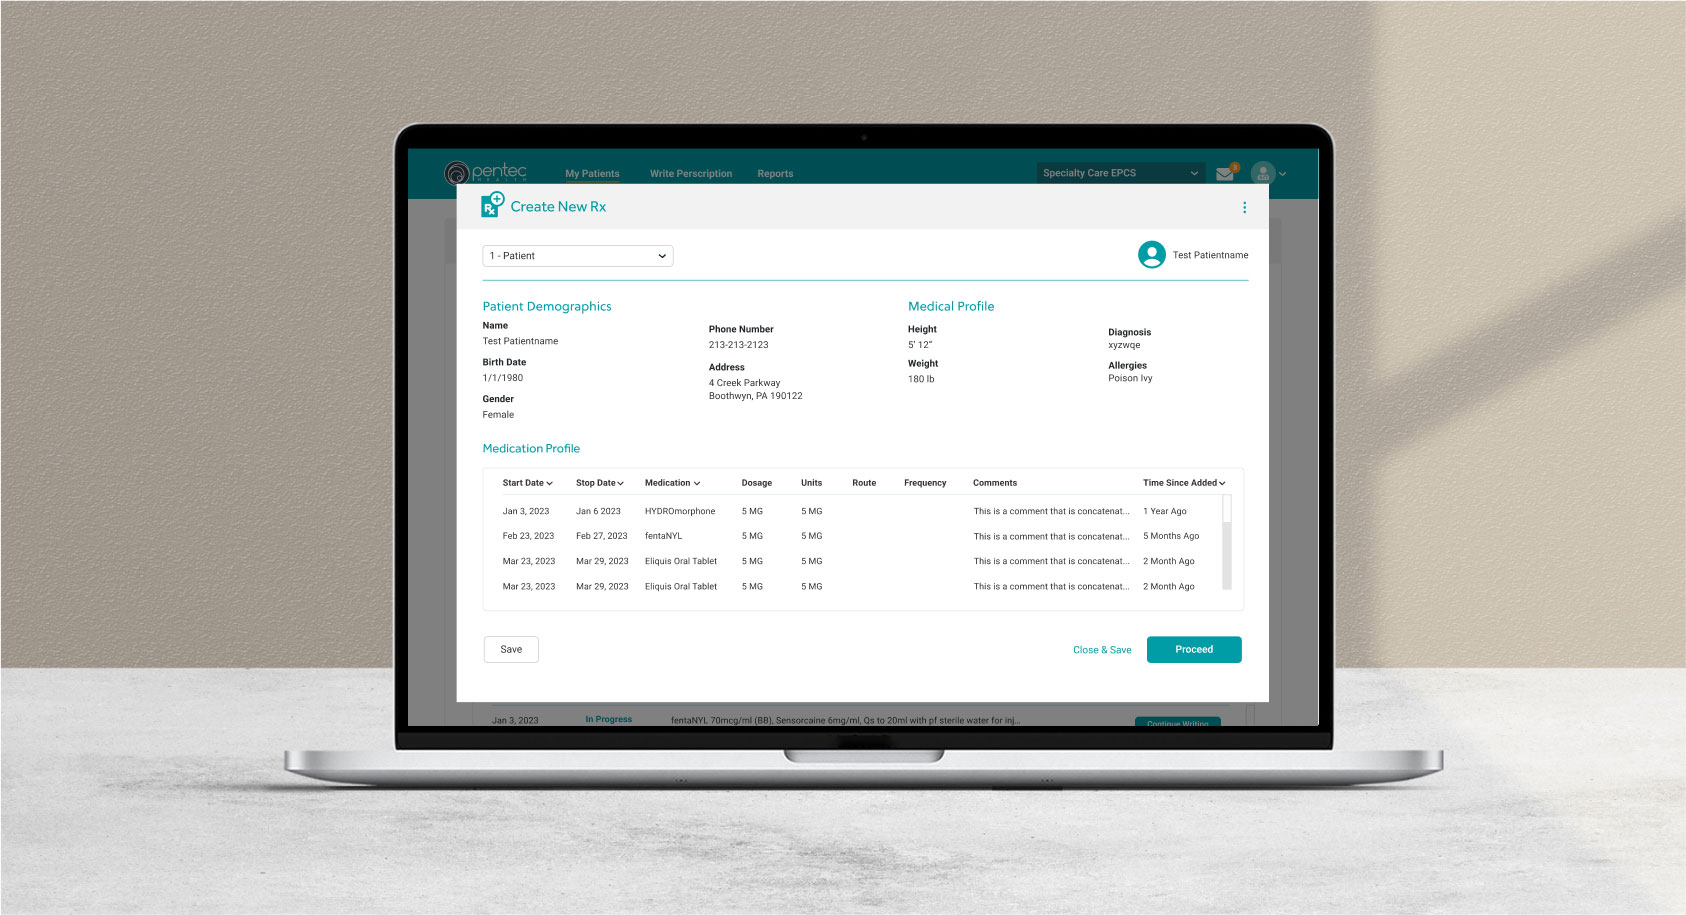 pentec
HEALTH
My Patients
Write Perscription
Reports
Specialty Care EPCS
Create New Rx
1 - Patient
Test Patientname
Patient Demographics
Name
Test Patientname
Birth Date
1/1/1980
Gender
Female
Phone Number
213-213-2123
Address
4 Creek Parkway
Boothwyn, PA 190122
Medical Profile
Height
5' 12"
Weight
180 lb
Diagnosis
xyzwqe
Allergies
Poison Ivy
Medication Profile
Start Date Stop Date Medication Dosage Units Route Frequency Comments Time Since Added
Jan 3, 2023 Jan 6 2023 HYDROmorphone 5 MG 5 MG This is a comment that is concatenat... 1 Year Ago
Feb 23, 2023 Feb 27, 2023 fentaNYL 5 MG 5 MG This is a comment that is concatenat... 5 Months Ago
Mar 23, 2023 Mar 29, 2023 Eliquis Oral Tablet 5 MG 5 MG This is a comment that is concatenat... 2 Month Ago
Mar 23, 2023 Mar 29, 2023 Eliquis Oral Tablet 5 MG 5 MG This is a comment that is concatenat... 2 Month Ago
Save
Close & Save
Proceed
Jan 3, 2023 In Progress fentaNYL 70mcg/ml (BB), Sensorcaine 6mg/ml, Qs to 20ml with pf sterile water for inj... Continue Writing